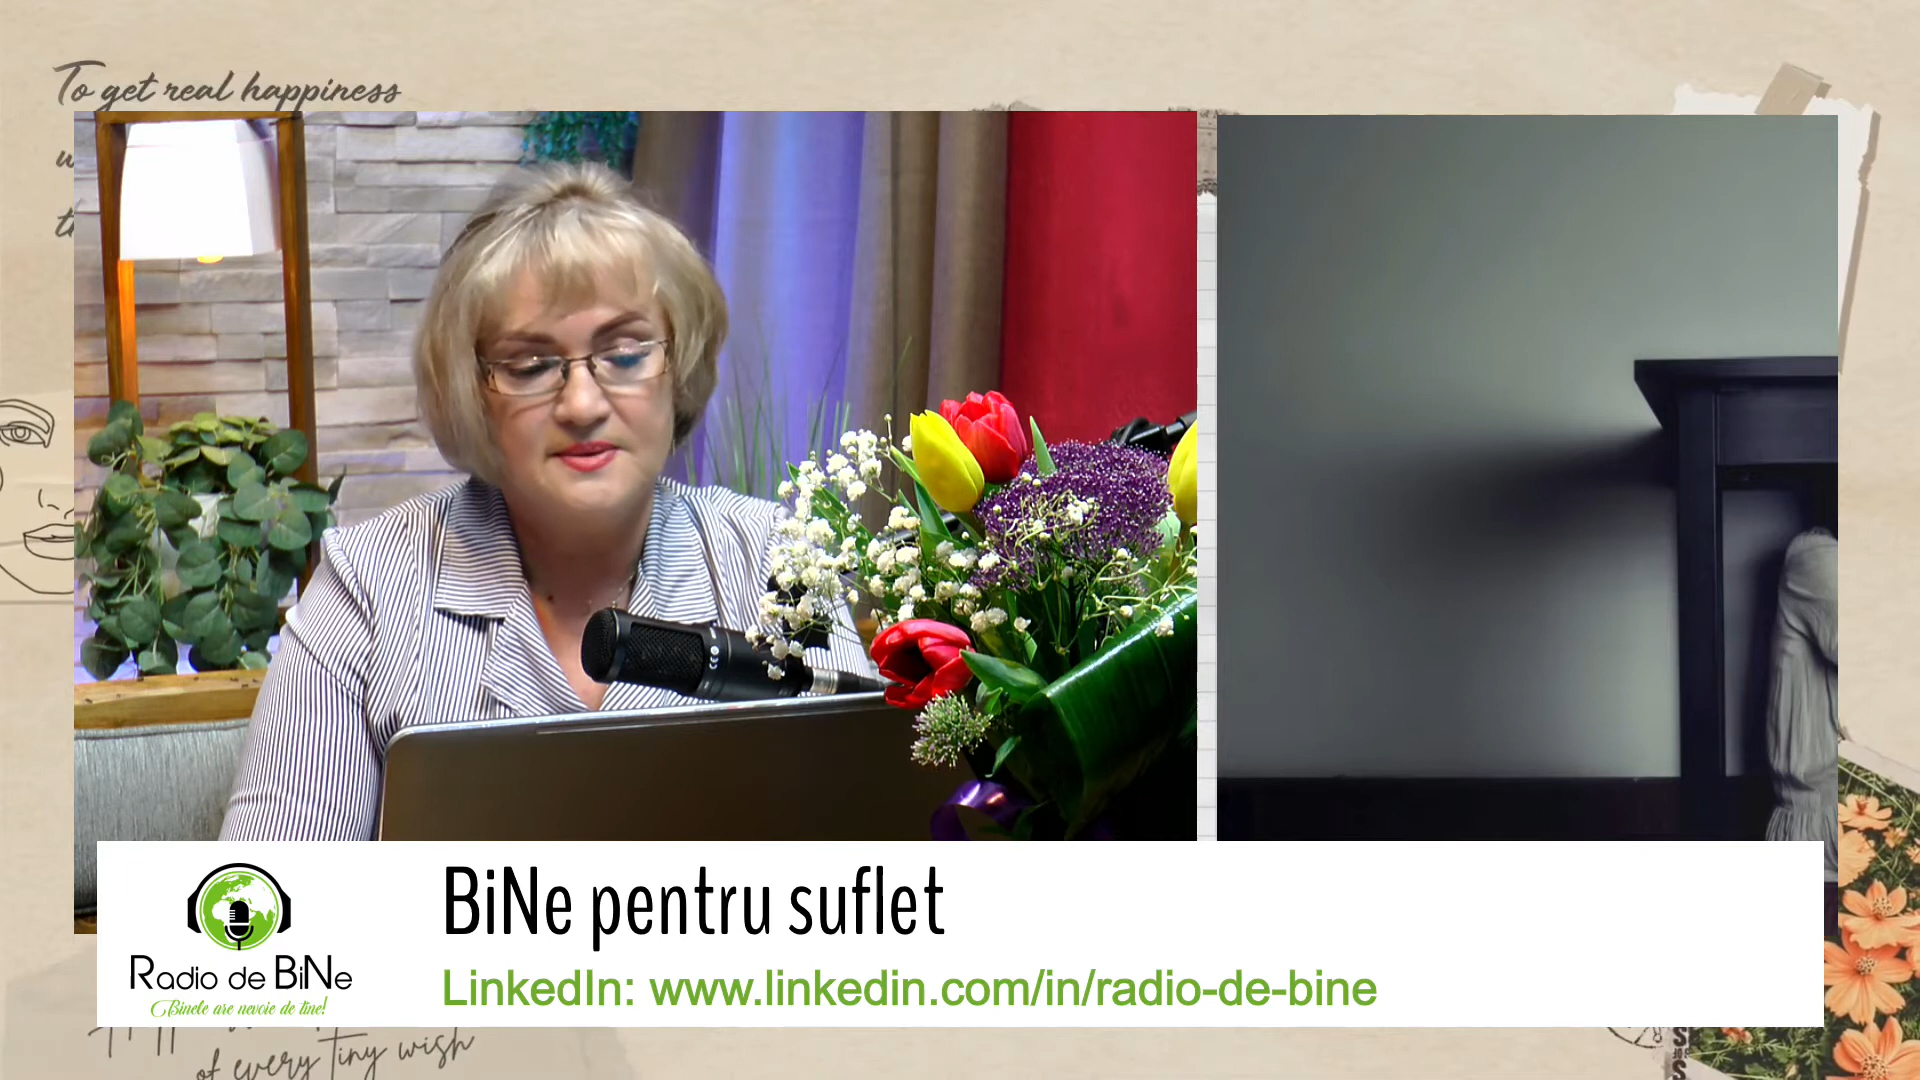 To get real happiness
BiNe pentru suflet
LinkedIn: www.linkedin.com/in/radio-de-bine
Radio de BiNe
Binele are nevoie de tine!
of every tiny wish